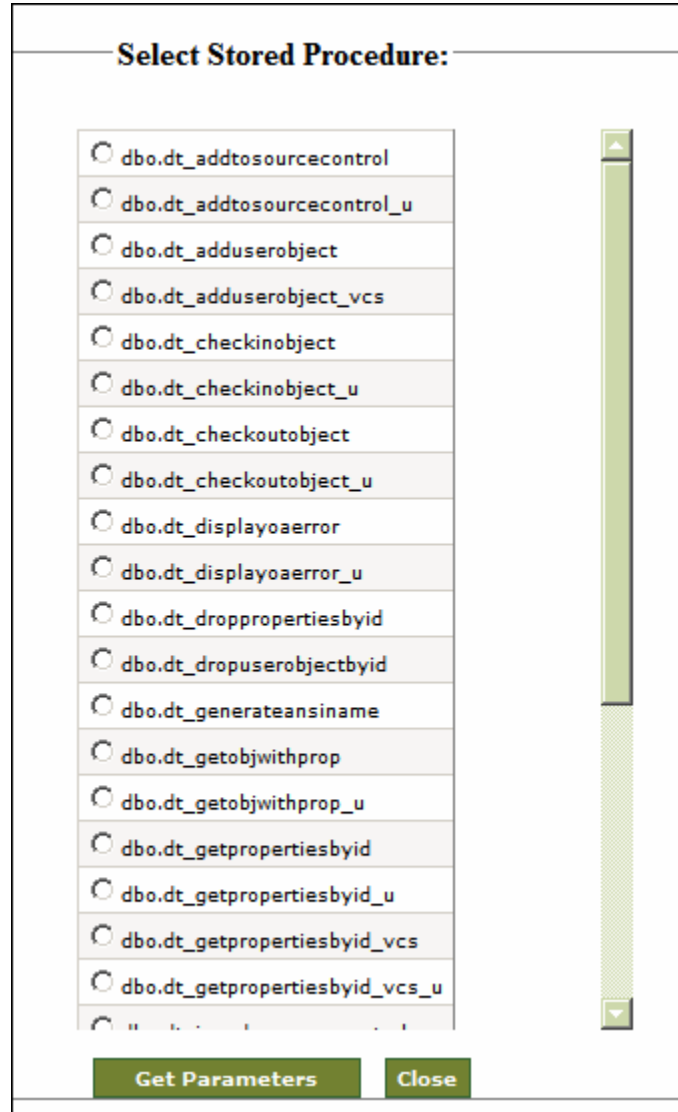 Select Stored Procedure:
dbo.dt_addtosourcecontrol
dbo.dt_addtosourcecontrol_u
dbo.dt_adduserobject
dbo.dt_adduserobject_vcs
dbo.dt_checkinobject
dbo.dt_checkinobject_u
dbo.dt_checkoutobject
dbo.dt_checkoutobject_u
dbo.dt_displayoaerror
dbo.dt_displayoaerror_u
dbo.dt_droppropertiesbyid
dbo.dt_dropuserobjectbyid
dbo.dt_generateansiname
dbo.dt_getobjwithprop
dbo.dt_getobjwithprop_u
dbo.dt_getpropertiesbyid
dbo.dt_getpropertiesbyid_u
dbo.dt_getpropertiesbyid_vcs
dbo.dt_getpropertiesbyid_vcs_u
Get Parameters Close